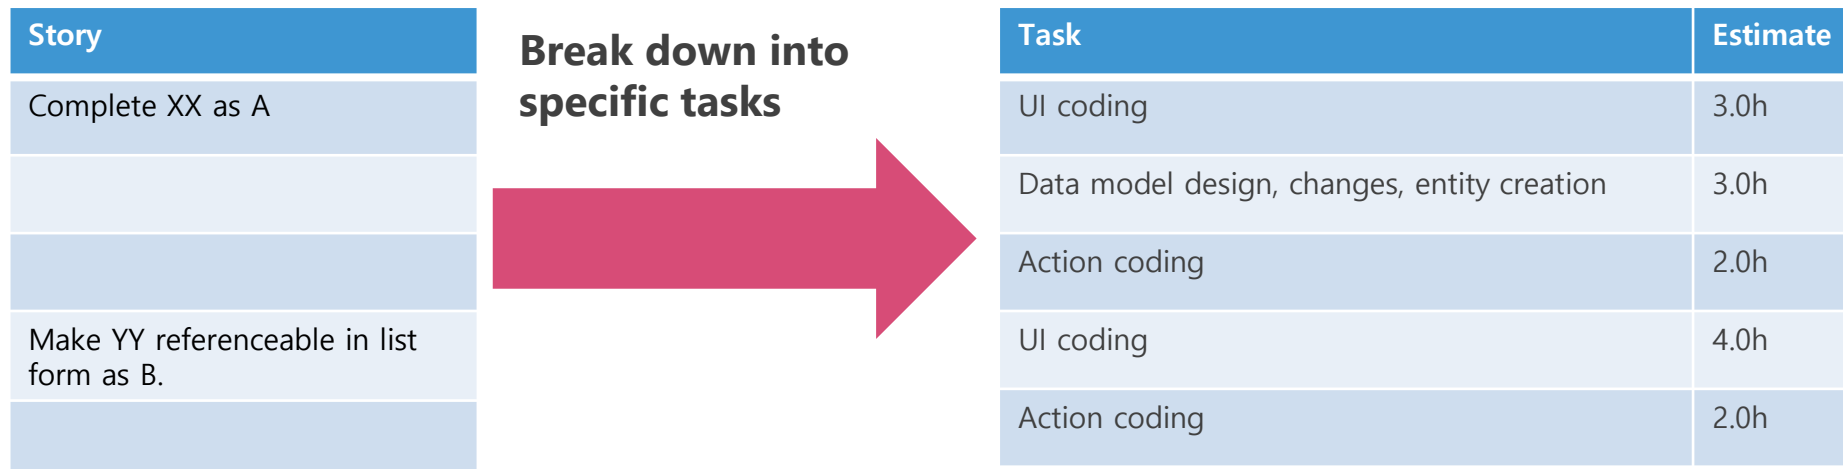 Story
Complete XX as A
Make YY referenceable in list
form as B.
Break down into
specific tasks
Task Estimate
UI coding 3.0h
Data model design, changes, entity creation 3.0h
Action coding 2.0h
UI coding 4.0h
Action coding 2.0h